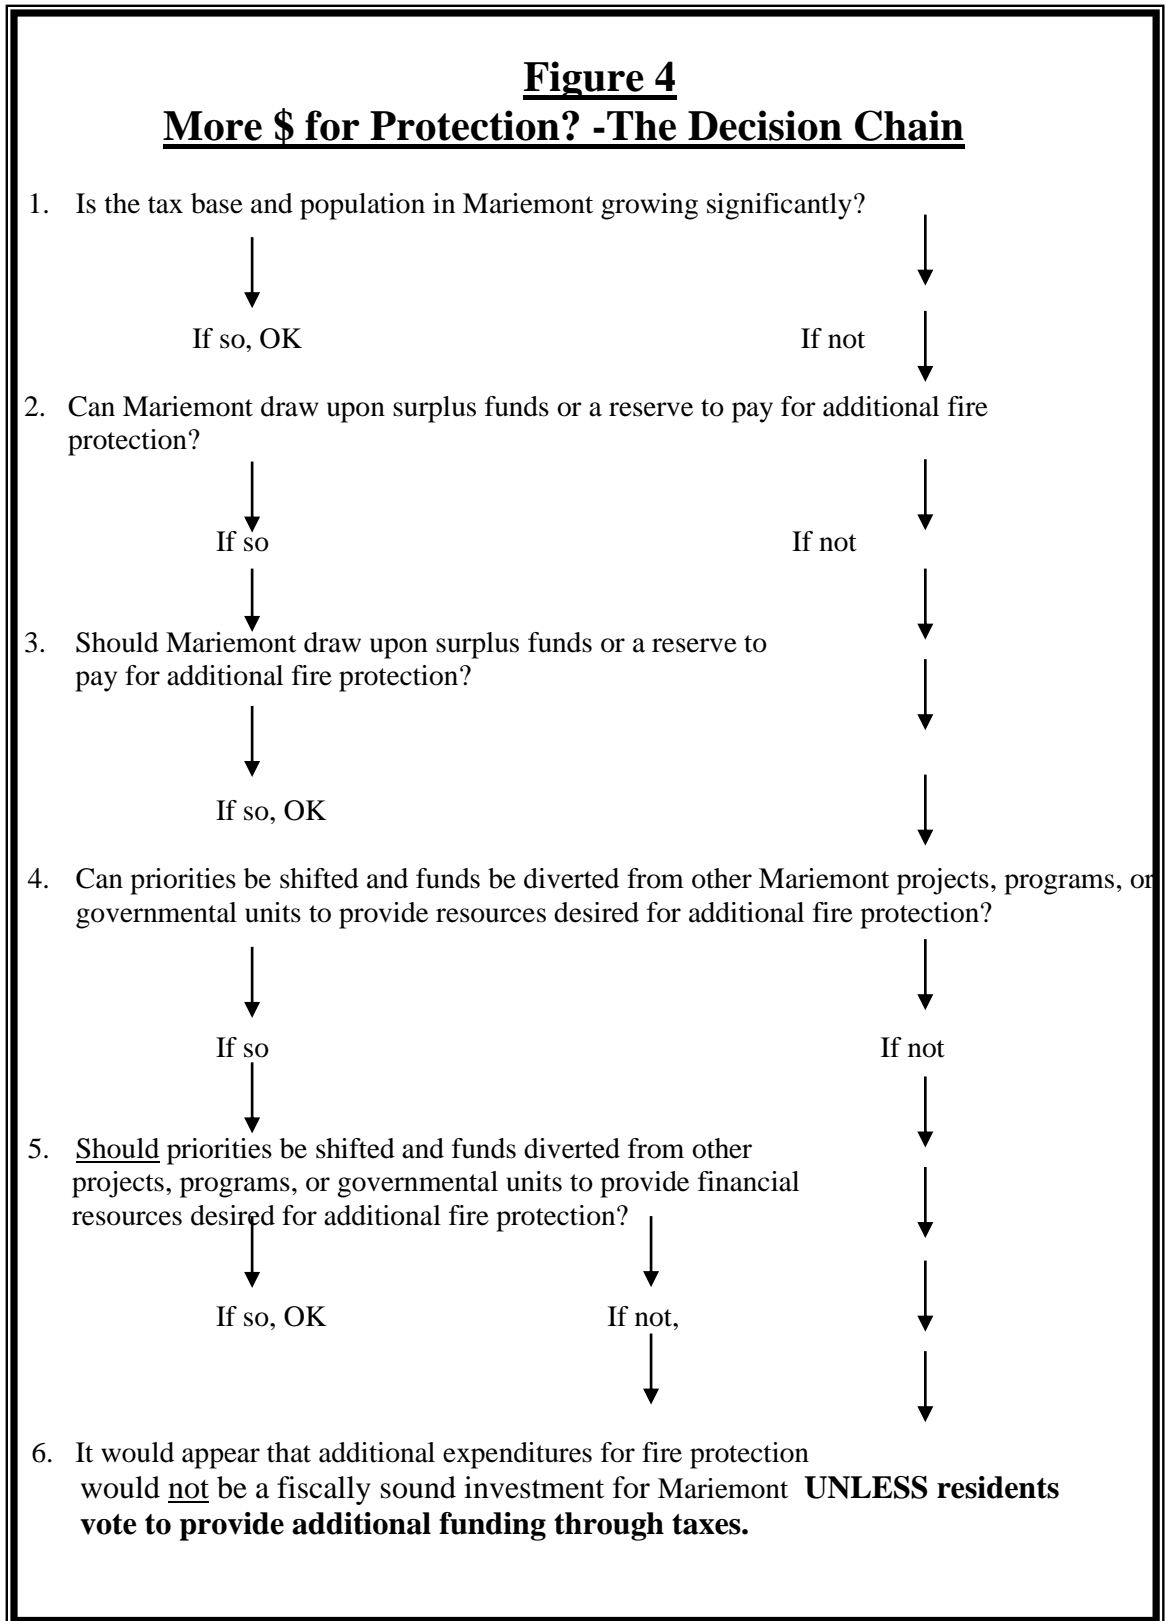 Figure 4
More $ for Protection? -The Decision Chain
1. Is the tax base and population in Mariemont growing significantly?
If so, OK If not
2. Can Mariemont draw upon surplus funds or a reserve to pay for additional fire
protection?
If so If not
3. Should Mariemont draw upon surplus funds or a reserve to
pay for additional fire protection?
If so, OK
4. Can priorities be shifted and funds be diverted from other Mariemont projects, programs, or
governmental units to provide resources desired for additional fire protection?
If so If not
5. Should priorities be shifted and funds diverted from other
projects, programs, or governmental units to provide financial
resources desired for additional fire protection?
If so, OK If not,
6. It would appear that additional expenditures for fire protection
would not be a fiscally sound investment for Mariemont UNLESS residents
vote to provide additional funding through taxes.